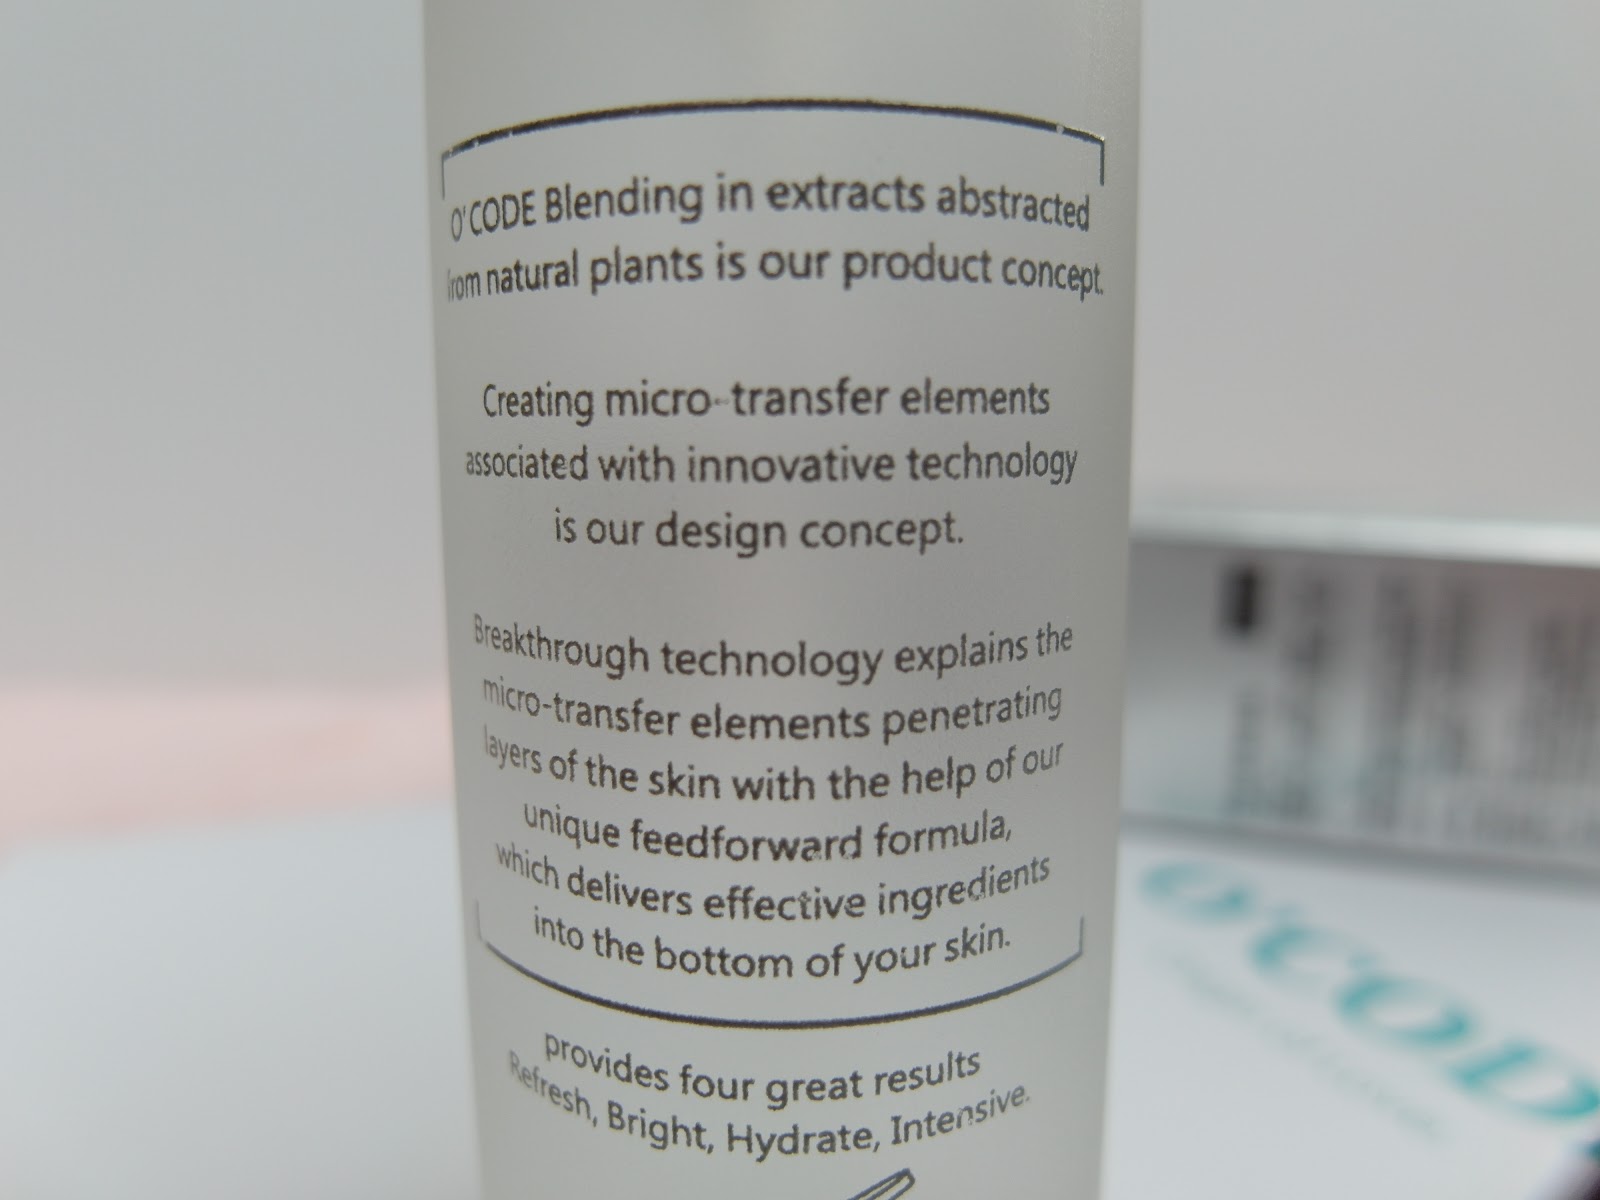 O'CODE Blending in extracts abstracted
from natural plants is our product concept.
Creating micro-transfer elements
associated with innovative technology
is our design concept.
Breakthrough technology explains the
micro-transfer elements penetrating
layers of the skin with the help of our
unique feedforward formula,
which delivers effective ingredients
into the bottom of your skin.
provides four great results
Refresh, Bright, Hydrate, Intensive.
O'COD